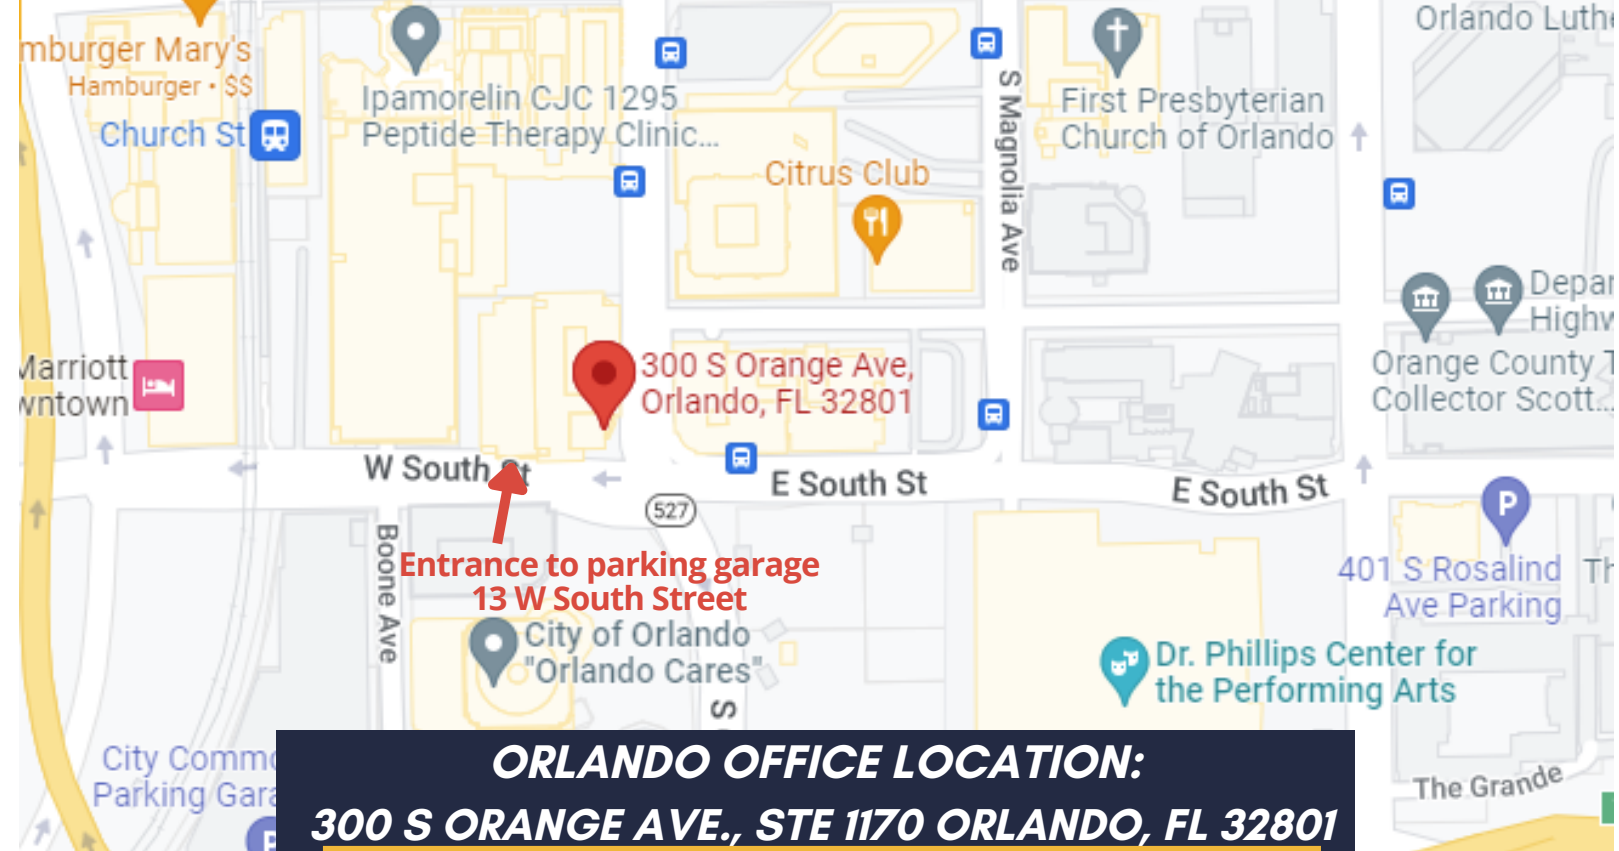 Orlando Luth
mburger Mary's
Hamburger • $$
Church St
Ipamorelin CJC 1295
Peptide Therapy Clinic...
S Magnolia Ave
First Presbyterian
Church of Orlando
Citrus Club
Depar
Highw
Orange County T
Collector Scott...
Marriott
wntown
300 S Orange Ave,
Orlando, FL 32801
W South St
E South St
E South St
527
P
Boone Ave
Entrance to parking garage
13 W South Street
401 S Rosalind
Ave Parking
Th
City of Orlando
"Orlando Cares"
Dr. Phillips Center for
the Performing Arts
S
City Commo
Parking Gara
P
The Grande
ORLANDO OFFICE LOCATION:
300 S ORANGE AVE., STE 1170 ORLANDO, FL 32801